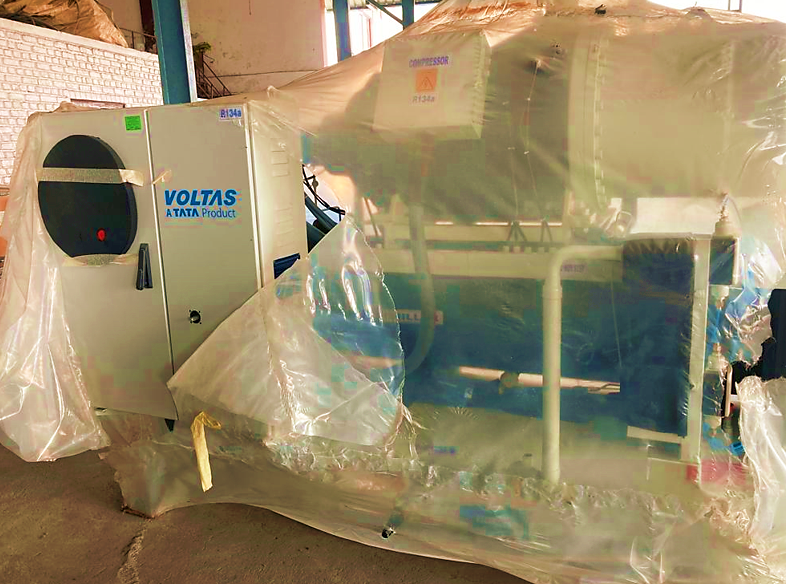 COMPRESSOR
R134a
R134a
VOLTAS
A TATA Product